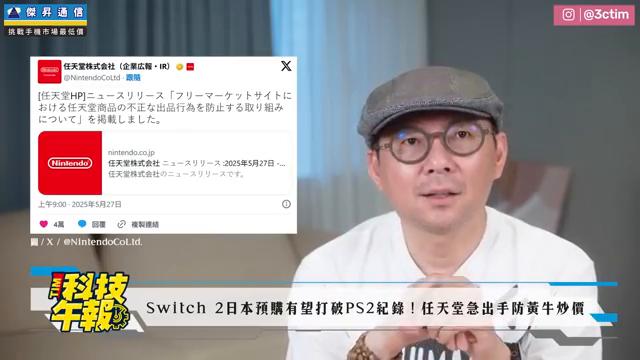 傑昇通信
挑戰手機市場最低價
@3ctim
任天堂株式会社（企業広報・IR）
@NintendoCoLtd · 跟隨
[任天堂HP]ニュースリリース「フリーマーケットサイトに
おける任天堂商品の不正な出品行為を防止する取り組み
について」を掲載しました。
Nintendo
nintendo.co.jp
任天堂株式会社 ニュースリリース :2025年5月27日 -...
任天堂株式会社のニュースリリースです。
上午9:00 · 2025年5月27日
4萬 回覆 複製連結
圖 / X / @NintendoCoLtd.
科技
午報
Switch 2日本預購有望打破PS2紀錄！任天堂急出手防黃牛炒價